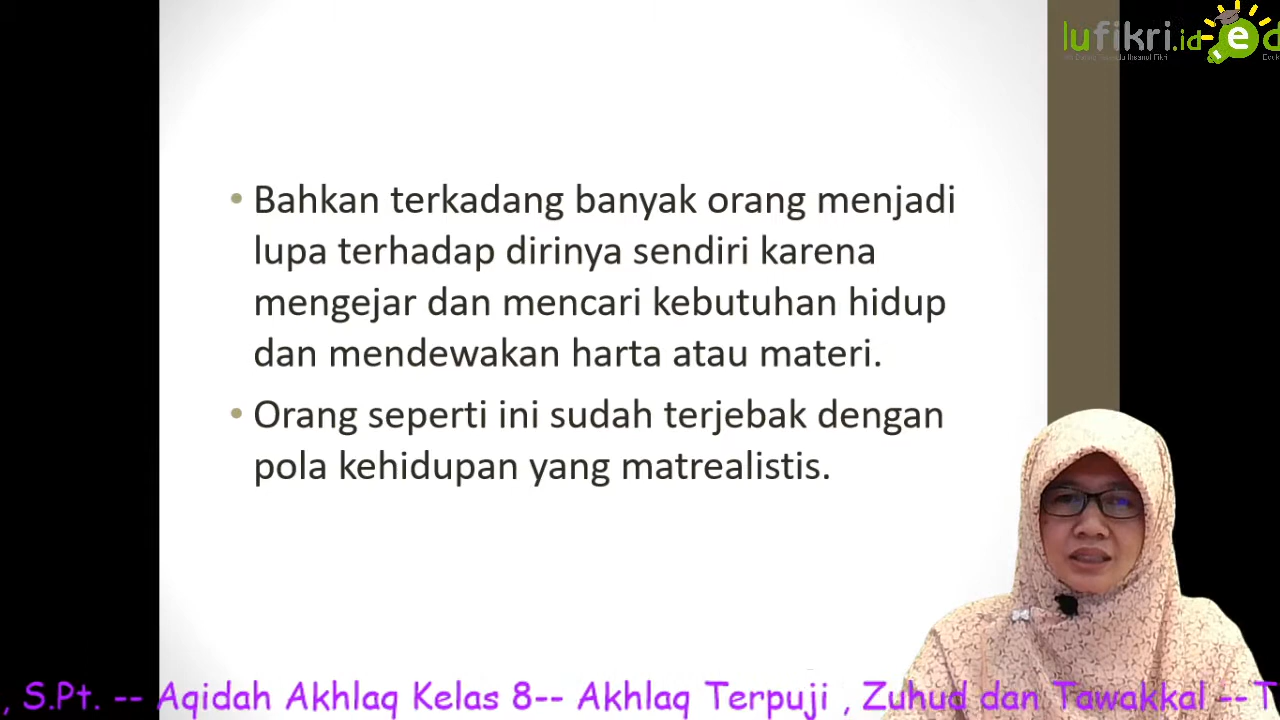 lufikri.id
• Bahkan terkadang banyak orang menjadi
lupa terhadap dirinya sendiri karena
mengejar dan mencari kebutuhan hidup
dan mendewakan harta atau materi.
• Orang seperti ini sudah terjebak dengan
pola kehidupan yang matrealistis.
, S.Pt. -- Aqidah Akhlaq Kelas 8-- Akhlaq Terpuji , Zuhud dan Tawakkal --T